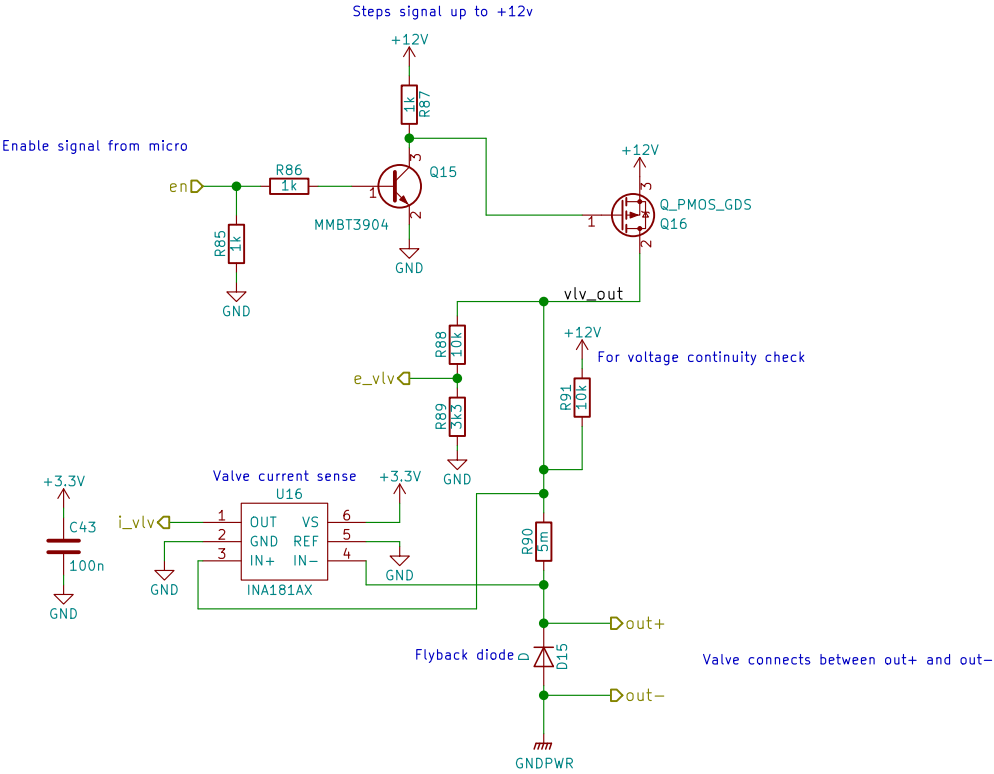 Steps signal up to +12v
+12V
1k
R87
Enable signal from micro
3
Q15
+12V
R86
1k
en
1
3
Q_PMOS_GDS
Q16
2
MMBT3904
1
R85
1k
2
GND
GND
vlv_out
+12V
R88
10k
For voltage continuity check
e_vlv
R91
10k
R89
3k3
GND
Valve current sense
+3.3V
+3.3V
U16
i_vlv
1
OUT
VS
6
C43
2
GND
REF
5
R90
5m
3
IN+
IN-
4
100n
GND
GND
INA181AX
GND
out+
Flyback diode
D
D15
Valve connects between out+ and out-
out-
GNDPWR